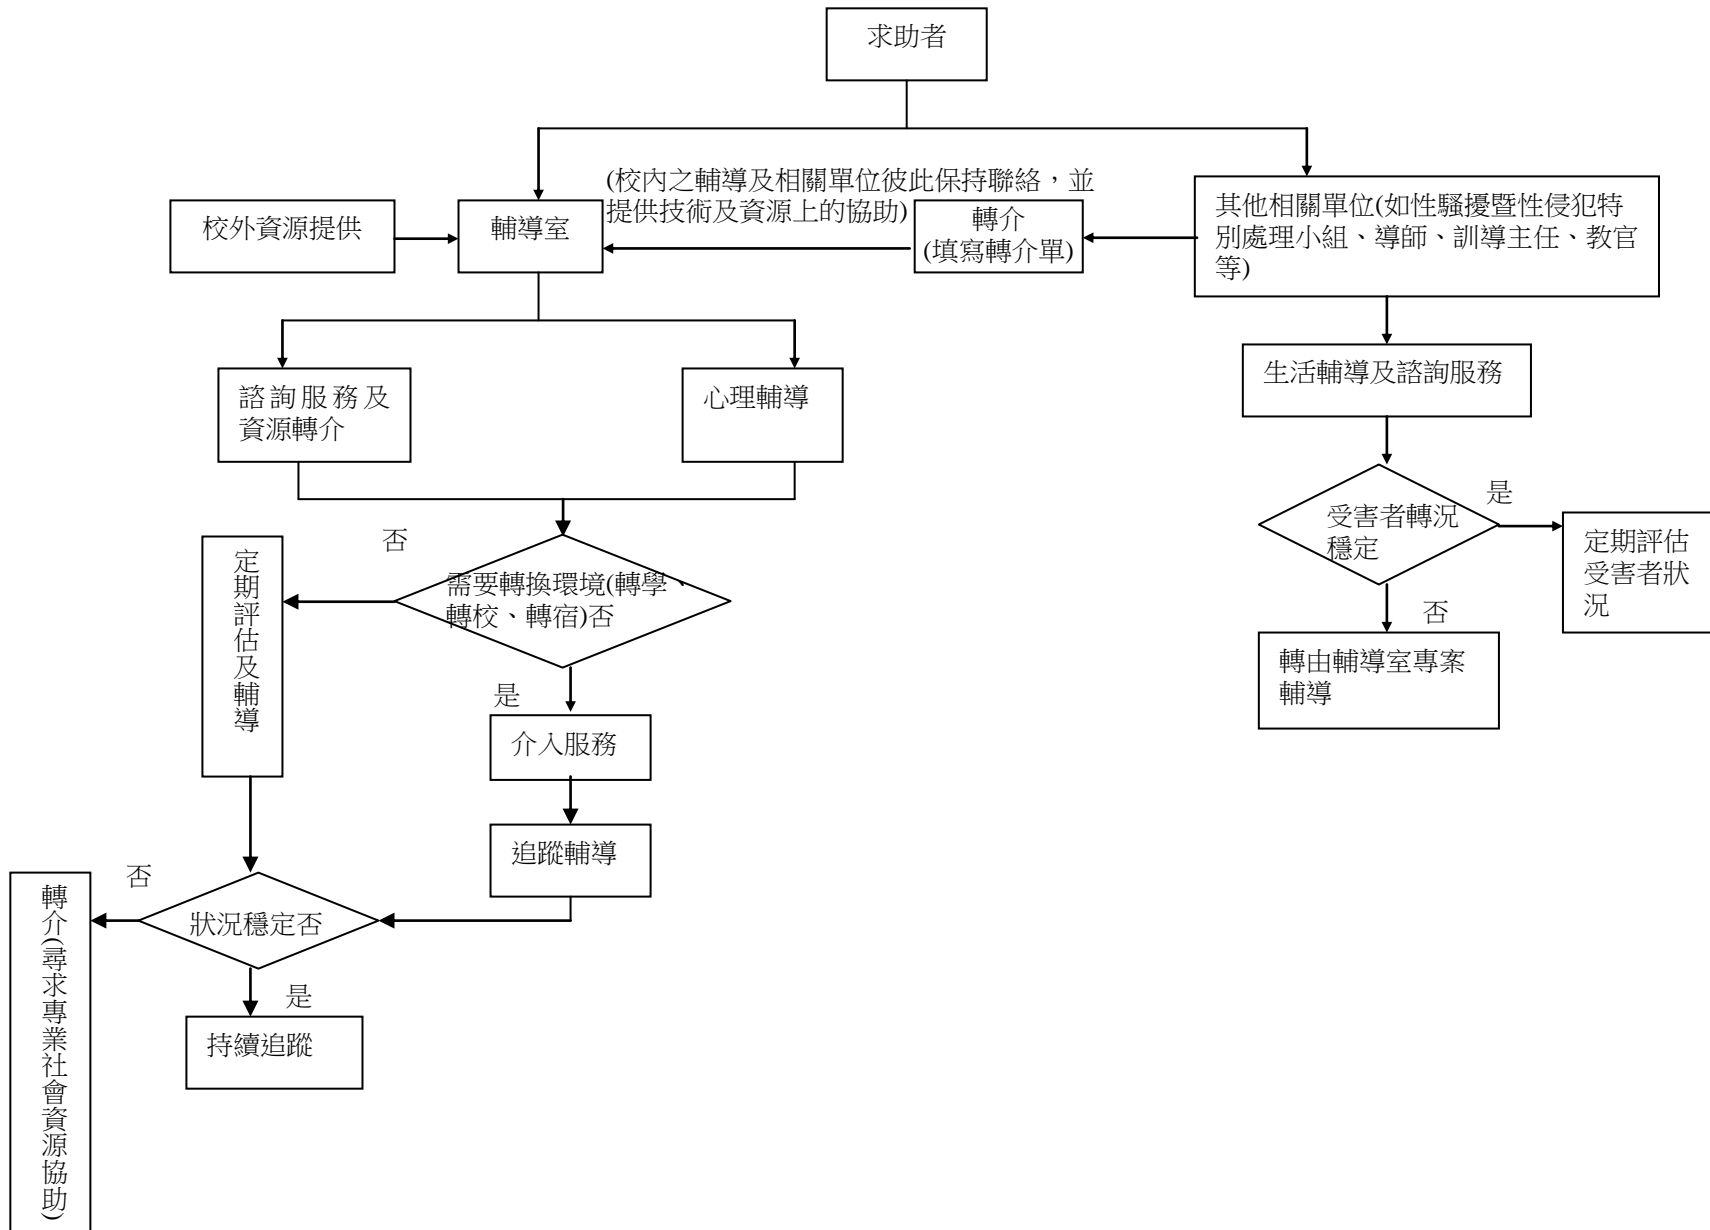 求助者
(校內之輔導及相關單位彼此保持聯絡，並
提供技術及資源上的協助)
校外資源提供
輔導室
轉介
(填寫轉介單)
其他相關單位(如性騷擾暨性侵犯特
別處理小組、導師、訓導主任、教官
等)
諮詢服務及
資源轉介
心理輔導
生活輔導及諮詢服務
受害者轉況
穩定
是
定期評估
受害者狀
況
否
轉由輔導室專案
輔導
需要轉換環境(轉學、
轉校、轉宿)否
否
定期評估及輔導
是
介入服務
追蹤輔導
狀況穩定否
否
轉介(尋求專業社會資源協助)
是
持續追蹤